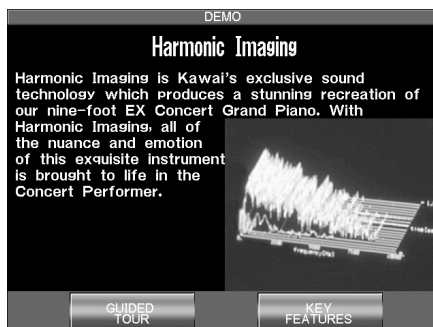 DEMO
Harmonic Imaging
Harmonic Imaging is Kawai's exclusive sound
technology which produces a stunning recreation of
our nine-foot EX Concert Grand Piano. With
Harmonic Imaging, all of
the nuance and emotion
of this exquisite instrument
is brought to life in the
Concert Performer.
frequency[Hz]
GUIDED
TOUR
KEY
FEATURES